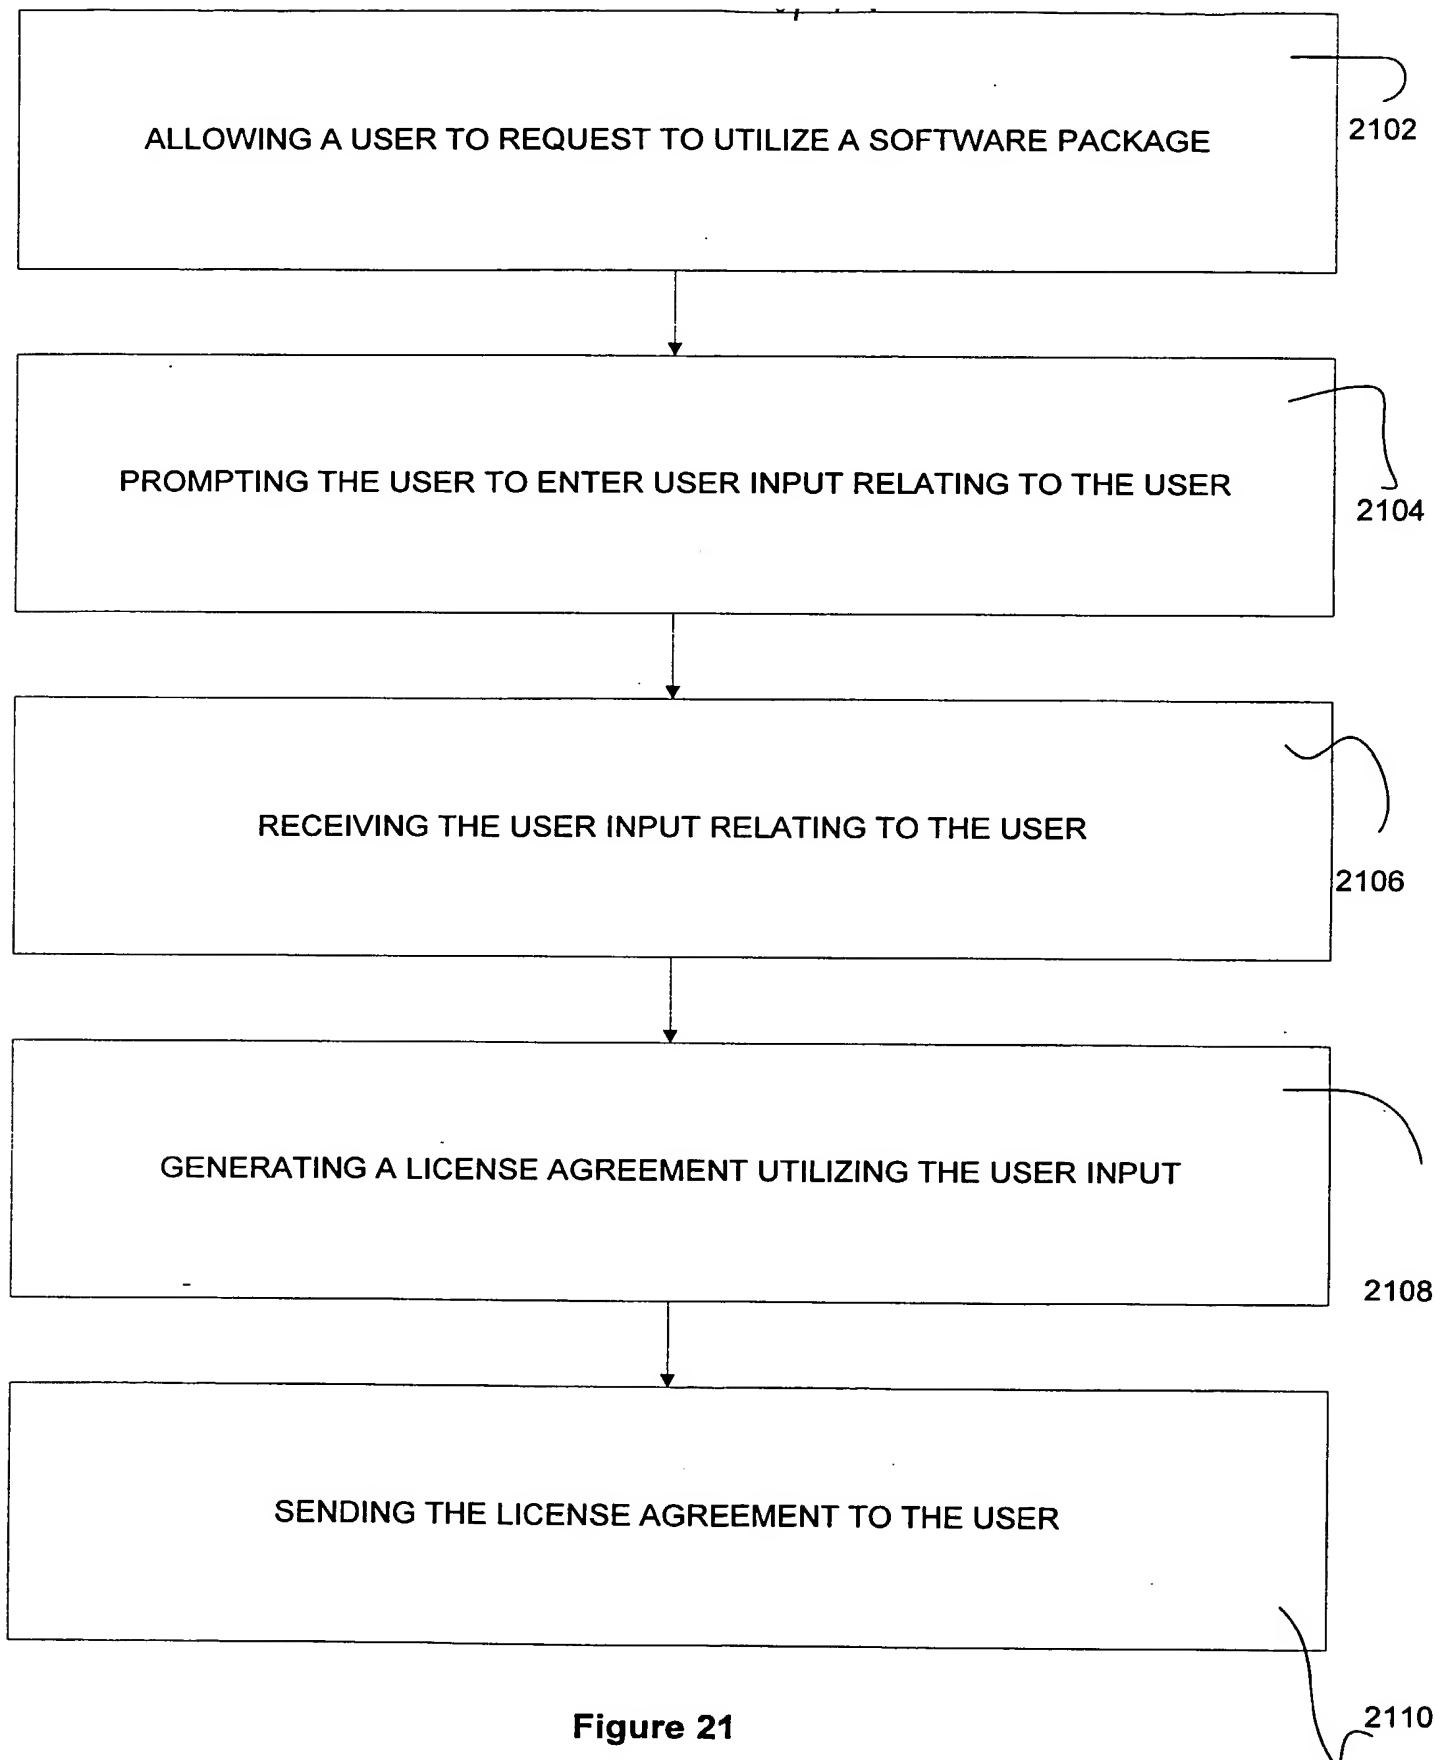 ALLOWING A USER TO REQUEST TO UTILIZE A SOFTWARE PACKAGE
2102
PROMPTING THE USER TO ENTER USER INPUT RELATING TO THE USER
2104
RECEIVING THE USER INPUT RELATING TO THE USER
2106
GENERATING A LICENSE AGREEMENT UTILIZING THE USER INPUT
2108
SENDING THE LICENSE AGREEMENT TO THE USER
2110
Figure 21